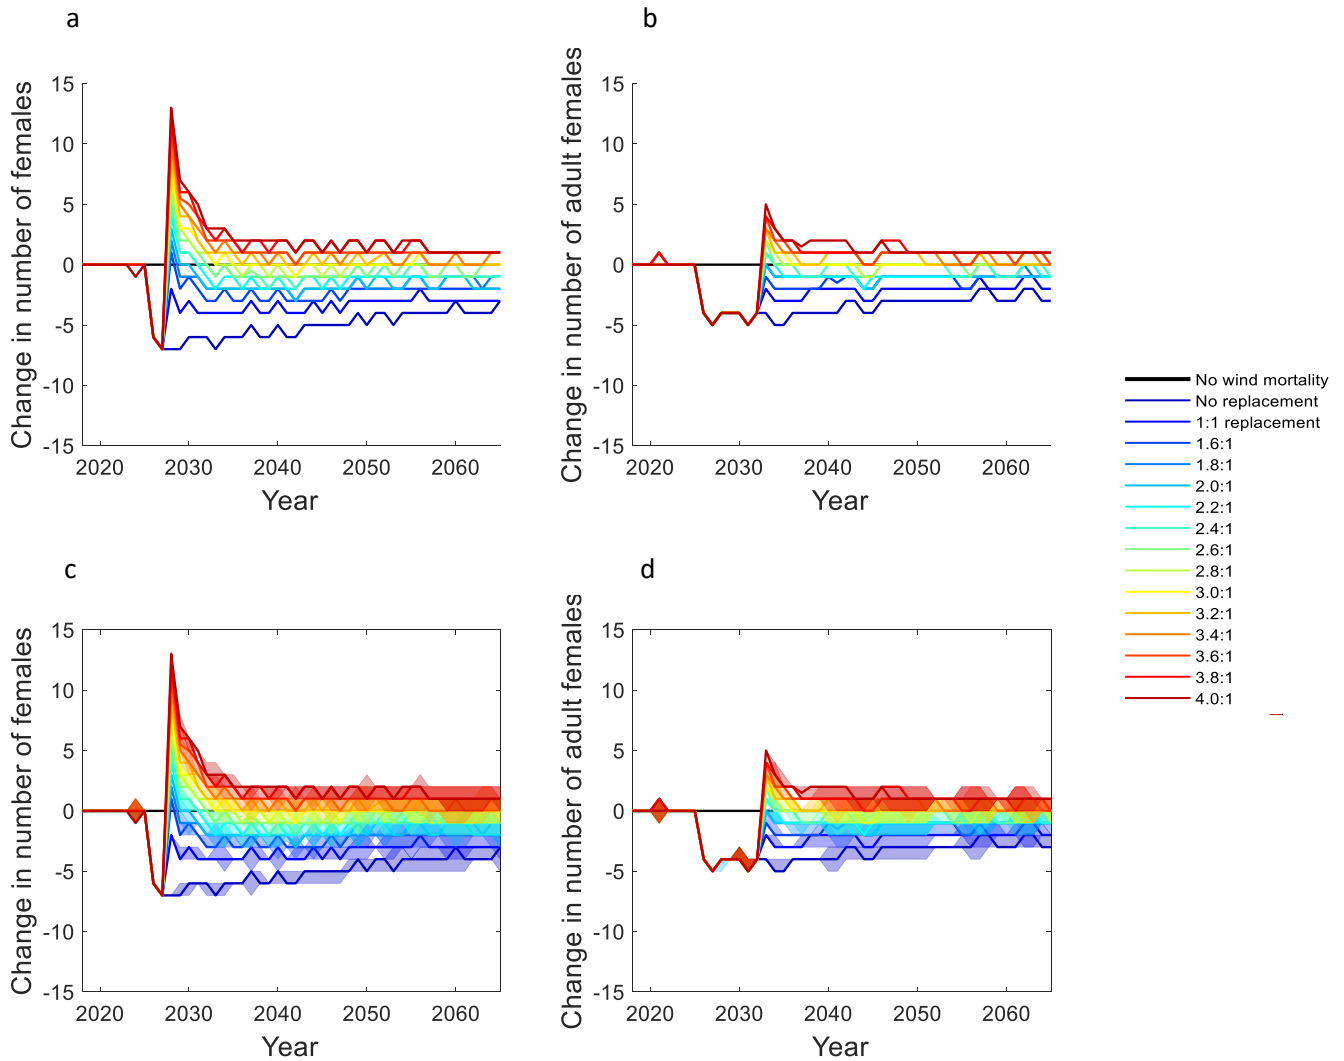 a
b
Change in number of females
15
10
5
0
-5
-10
-15
2020 2030 2040 2050 2060
Year
Change in number of adult females
15
10
5
0
-5
-10
-15
2020 2030 2040 2050 2060
Year
No wind mortality
No replacement
1:1 replacement
1.6:1
1.8:1
2.0:1
2.2:1
2.4:1
2.6:1
2.8:1
3.0:1
3.2:1
3.4:1
3.6:1
3.8:1
4.0:1
c
d
Change in number of females
15
10
5
0
-5
-10
-15
2020 2030 2040 2050 2060
Year
Change in number of adult females
15
10
5
0
-5
-10
-15
2020 2030 2040 2050 2060
Year